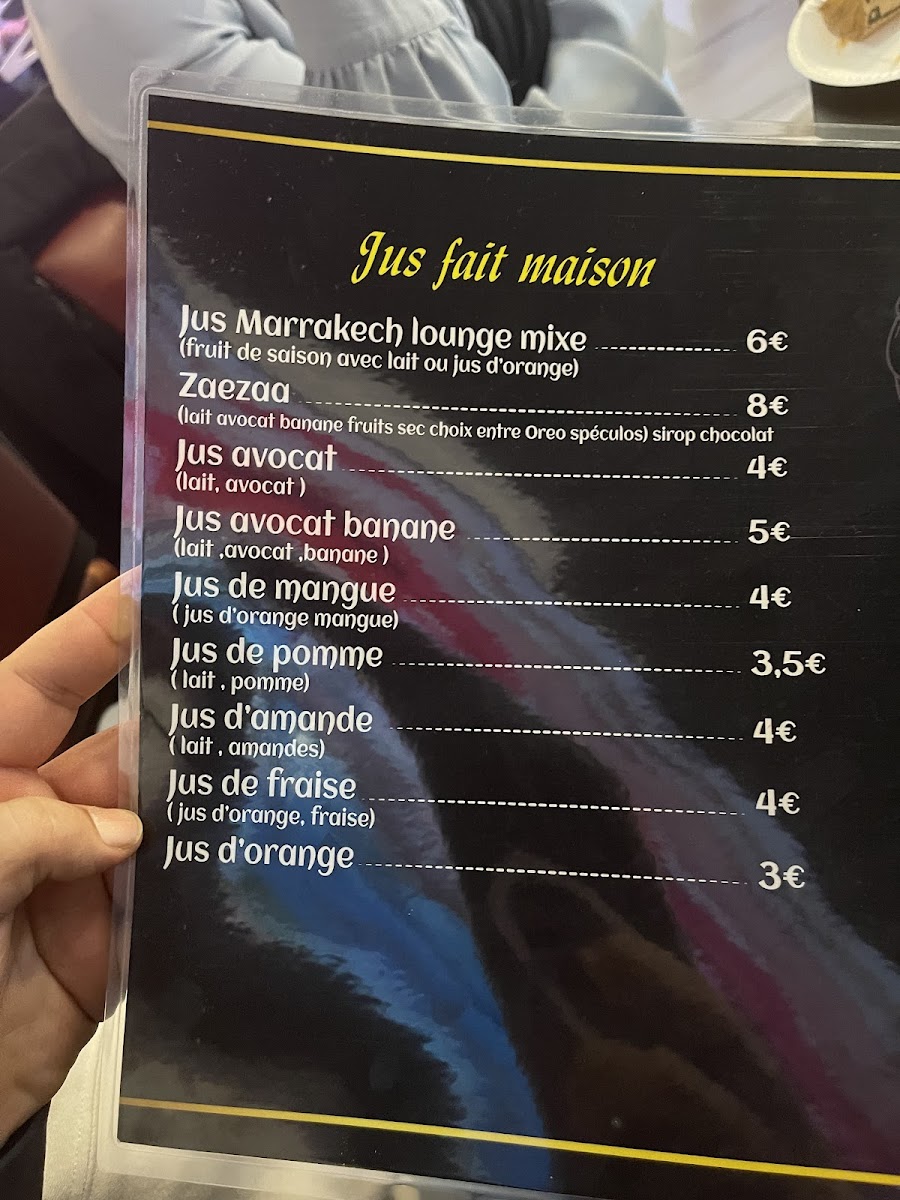 Jus fait maison
Jus Marrakech lounge mixe 6€
(fruit de saison avec lait ou jus d'orange)
Zaezaa 8€
(lait avocat banane fruits sec choix entre Oreo spéculos) sirop chocolat
Jus avocat 4€
(lait, avocat )
Jus avocat banane 5€
(lait ,avocat ,banane )
Jus de mangue 4€
( jus d'orange mangue)
Jus de pomme 3,5€
( lait , pomme)
Jus d'amande 4€
( lait , amandes)
Jus de fraise 4€
( jus d'orange, fraise)
Jus d'orange 3€